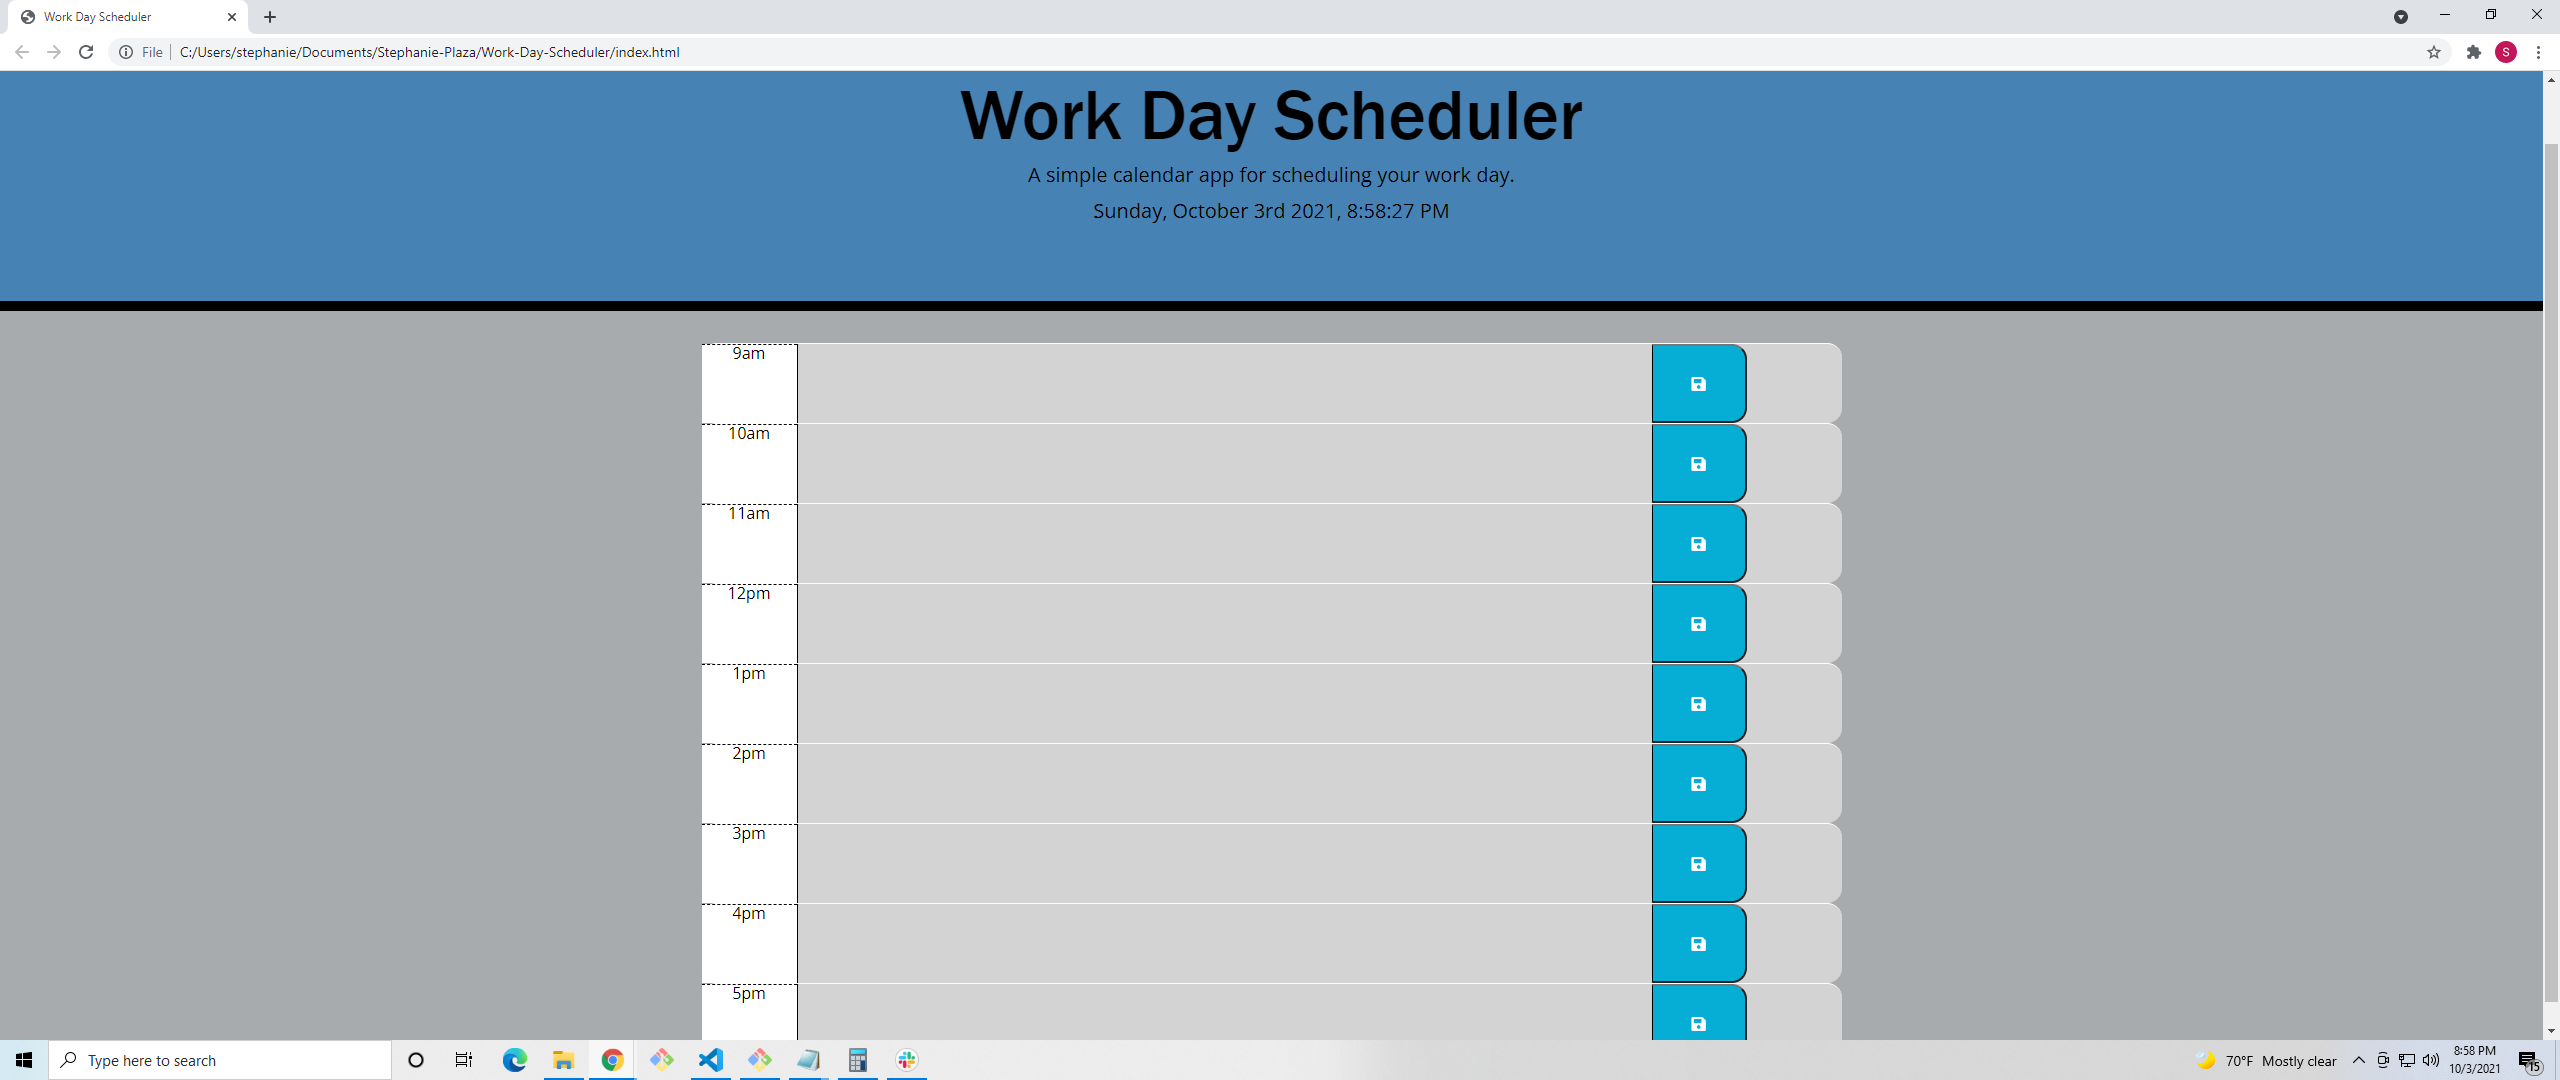 Work Day Scheduler
File
C:/Users/stephanie/Documents/Stephanie-Plaza/Work-Day-Scheduler/index.html
S
Work Day Scheduler
A simple calendar app for scheduling your work day.
Sunday, October 3rd 2021, 8:58:27 PM
9am
10am
11am
12pm
1pm
2pm
3pm
4pm
5pm
Type here to search
70°F Mostly clear
8:58 PM
10/3/2021
15